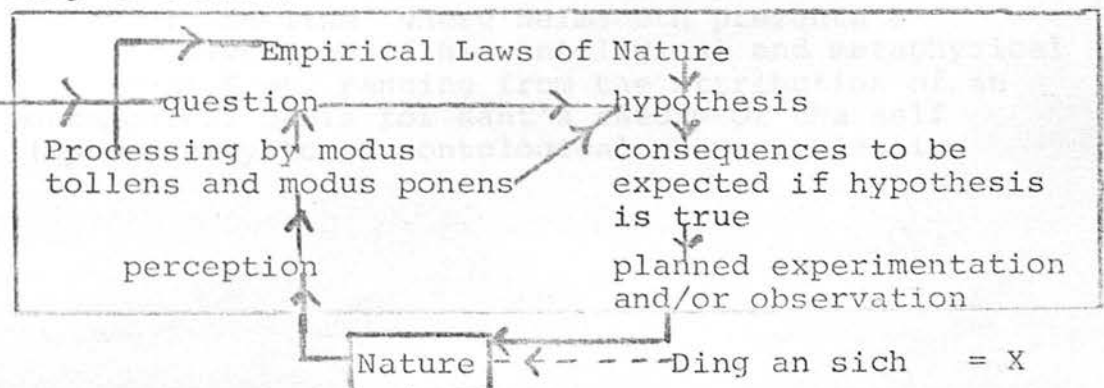 Empirical Laws of Nature
question hypothesis
Processing by modus consequences to be
tollens and modus ponens expected if hypothesis
is true
perception planned experimentation
and/or observation
Nature Ding an sich = X